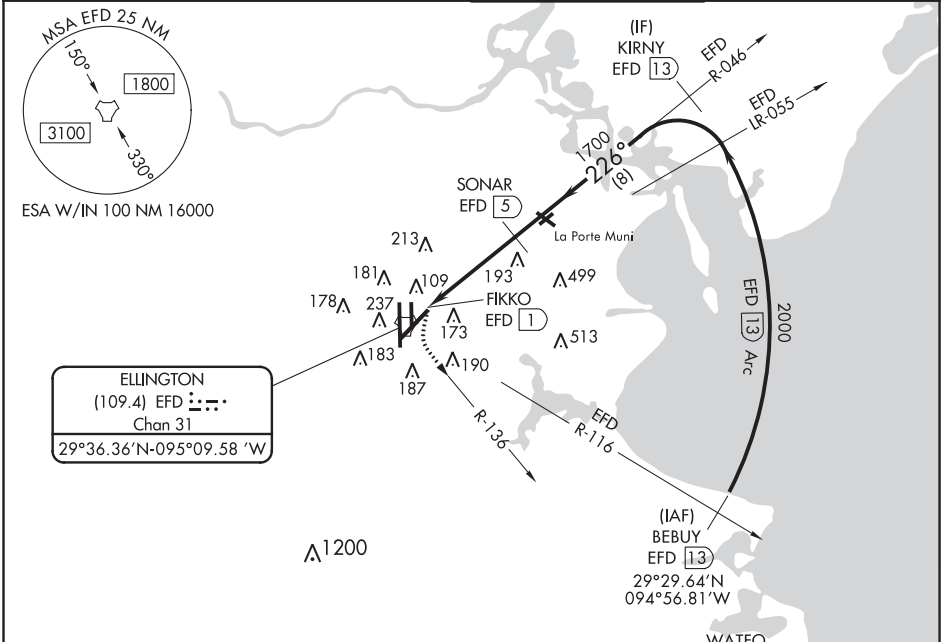 MSA EFD 25 NM
150°
1800
3100
330°
ESA W/IN 100 NM 16000
(IF)
KIRNY
EFD 13
EFD
R-046
EFD
LR-055
1700
226°
(8)
SONAR
EFD 5
La Porte Muni
213
181
109
193
499
178
237
FIKKO
EFD 1
173
513
183
190
187
EFD 13 Arc
2000
ELLINGTON
(109.4) EFD
Chan 31
29°36.36'N-095°09.58 'W
R-136
EFD
R-116
(IAF)
BEBUY
EFD 13
29°29.64'N
094°56.81'W
1200
WATFO